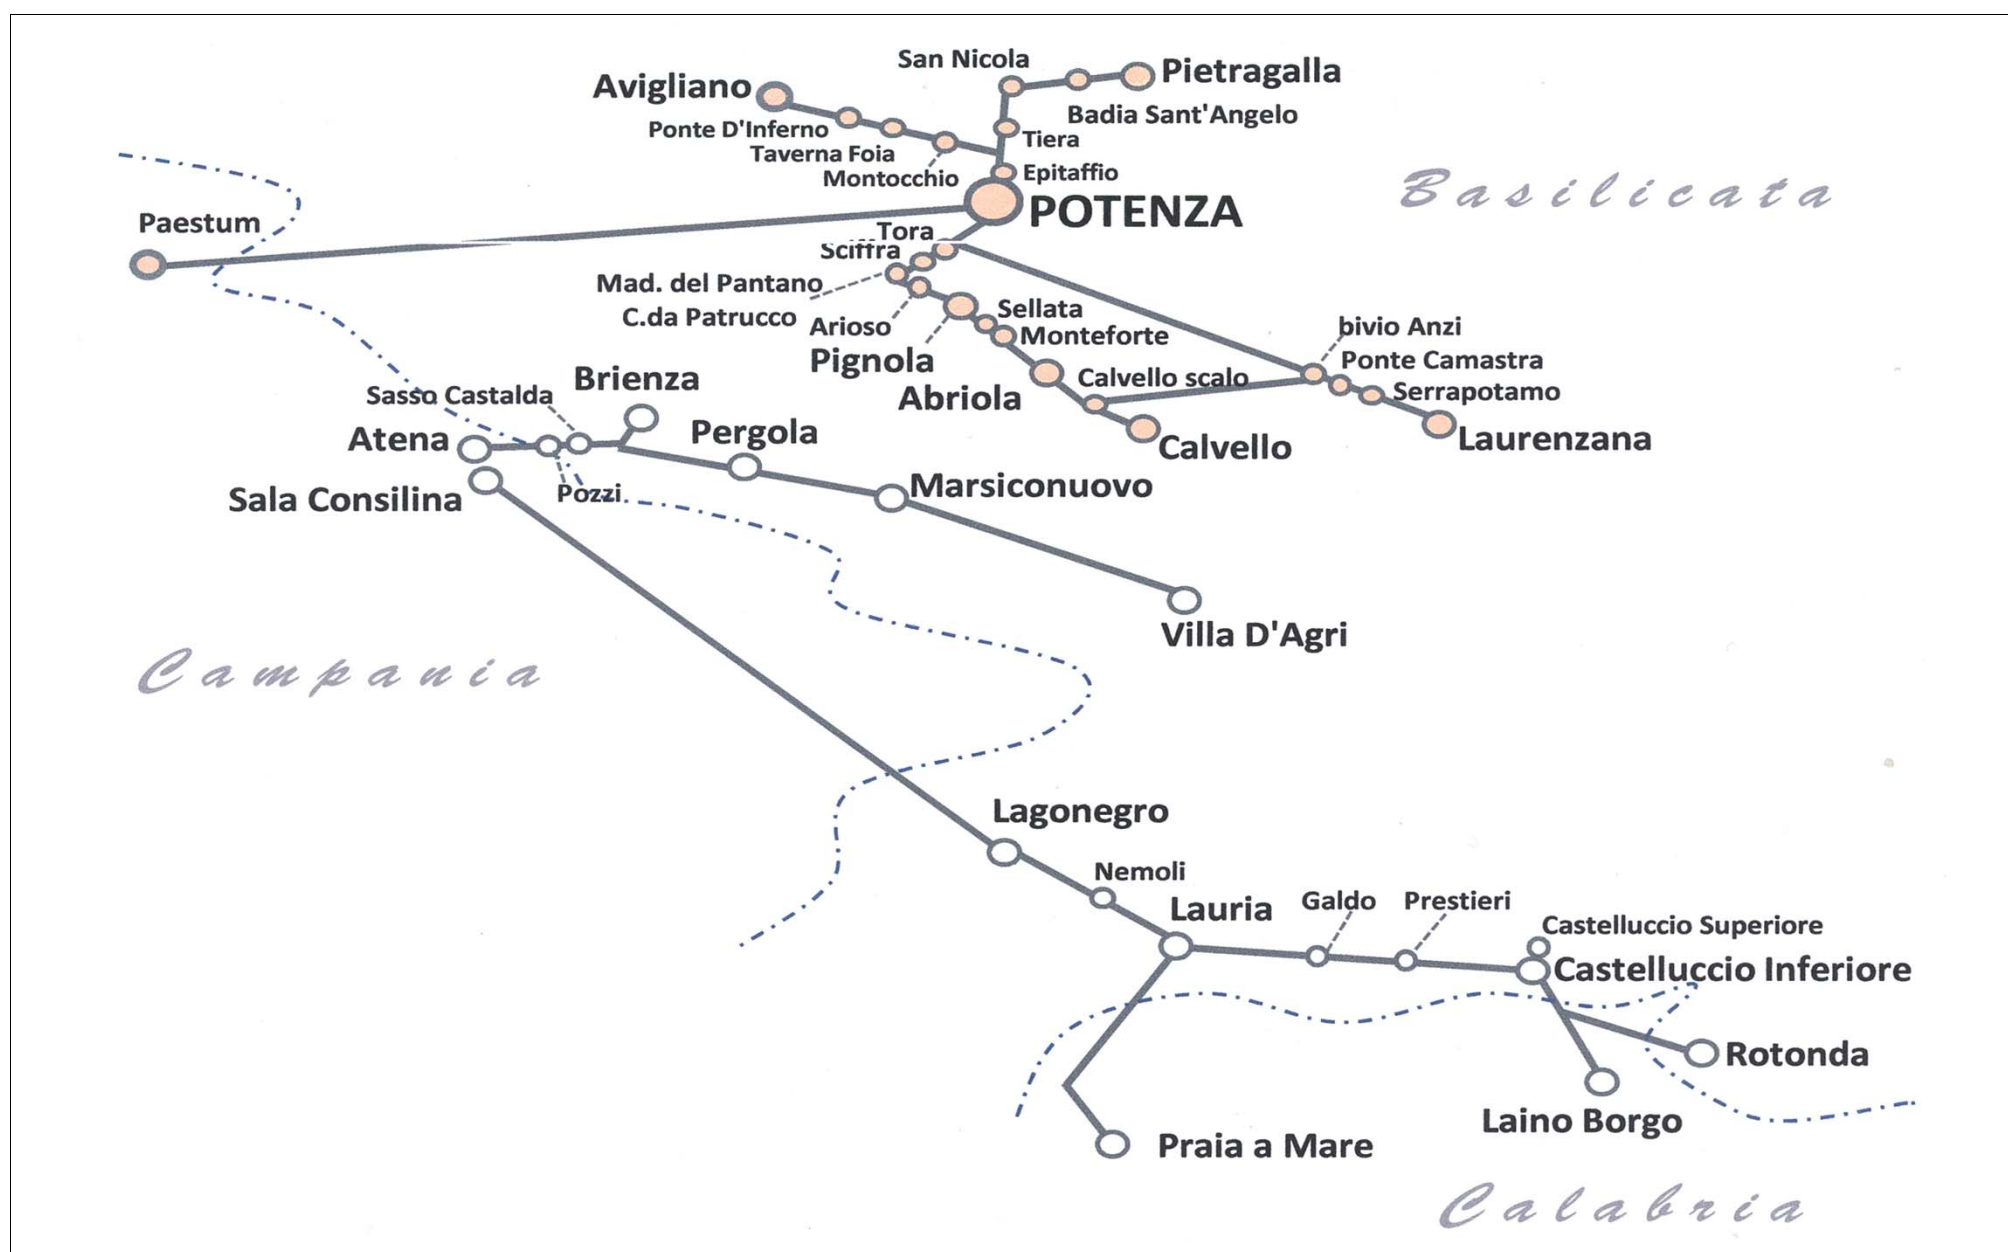 San Nicola
Pietragalla
Avigliano
Badia Sant'Angelo
Ponte D'Inferno
Tiera
Taverna Foia
Montocchio
Epitaffio
Basilicata
POTENZA
Paestum
Tora
Sciffra
Mad. del Pantano
C.da Patrucco
Arioso
Sellata
Monteforte
bivio Anzi
Pignola
Ponte Camastra
Brienza
Calvello scalo
Serrapotamo
Sasso Castalda
Abriola
Atena
Pergola
Calvello
Laurenzana
Sala Consilina
Pozzi
Marsiconuovo
Villa D'Agri
Campania
Lagonegro
Nemoli
Lauria
Galdo
Prestieri
Castelluccio Superiore
Castelluccio Inferiore
Rotonda
Laino Borgo
Praia a Mare
Calabria